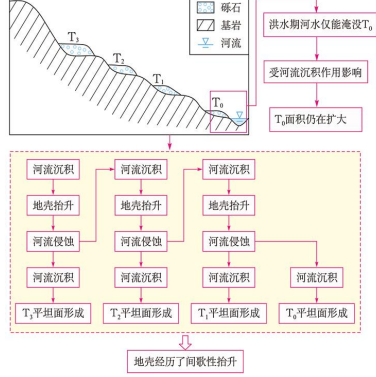 砾石
基岩
河流
T3
T2
T1
T0
洪水期河水仅能淹没T0
受河流沉积作用影响
T0面积仍在扩大
河流沉积 河流沉积 河流沉积
地壳抬升 地壳抬升 地壳抬升
河流侵蚀 河流侵蚀 河流侵蚀
河流沉积 河流沉积 河流沉积 河流沉积
T3平坦面形成 T2平坦面形成 T1平坦面形成 T0平坦面形成
地壳经历了间歇性抬升